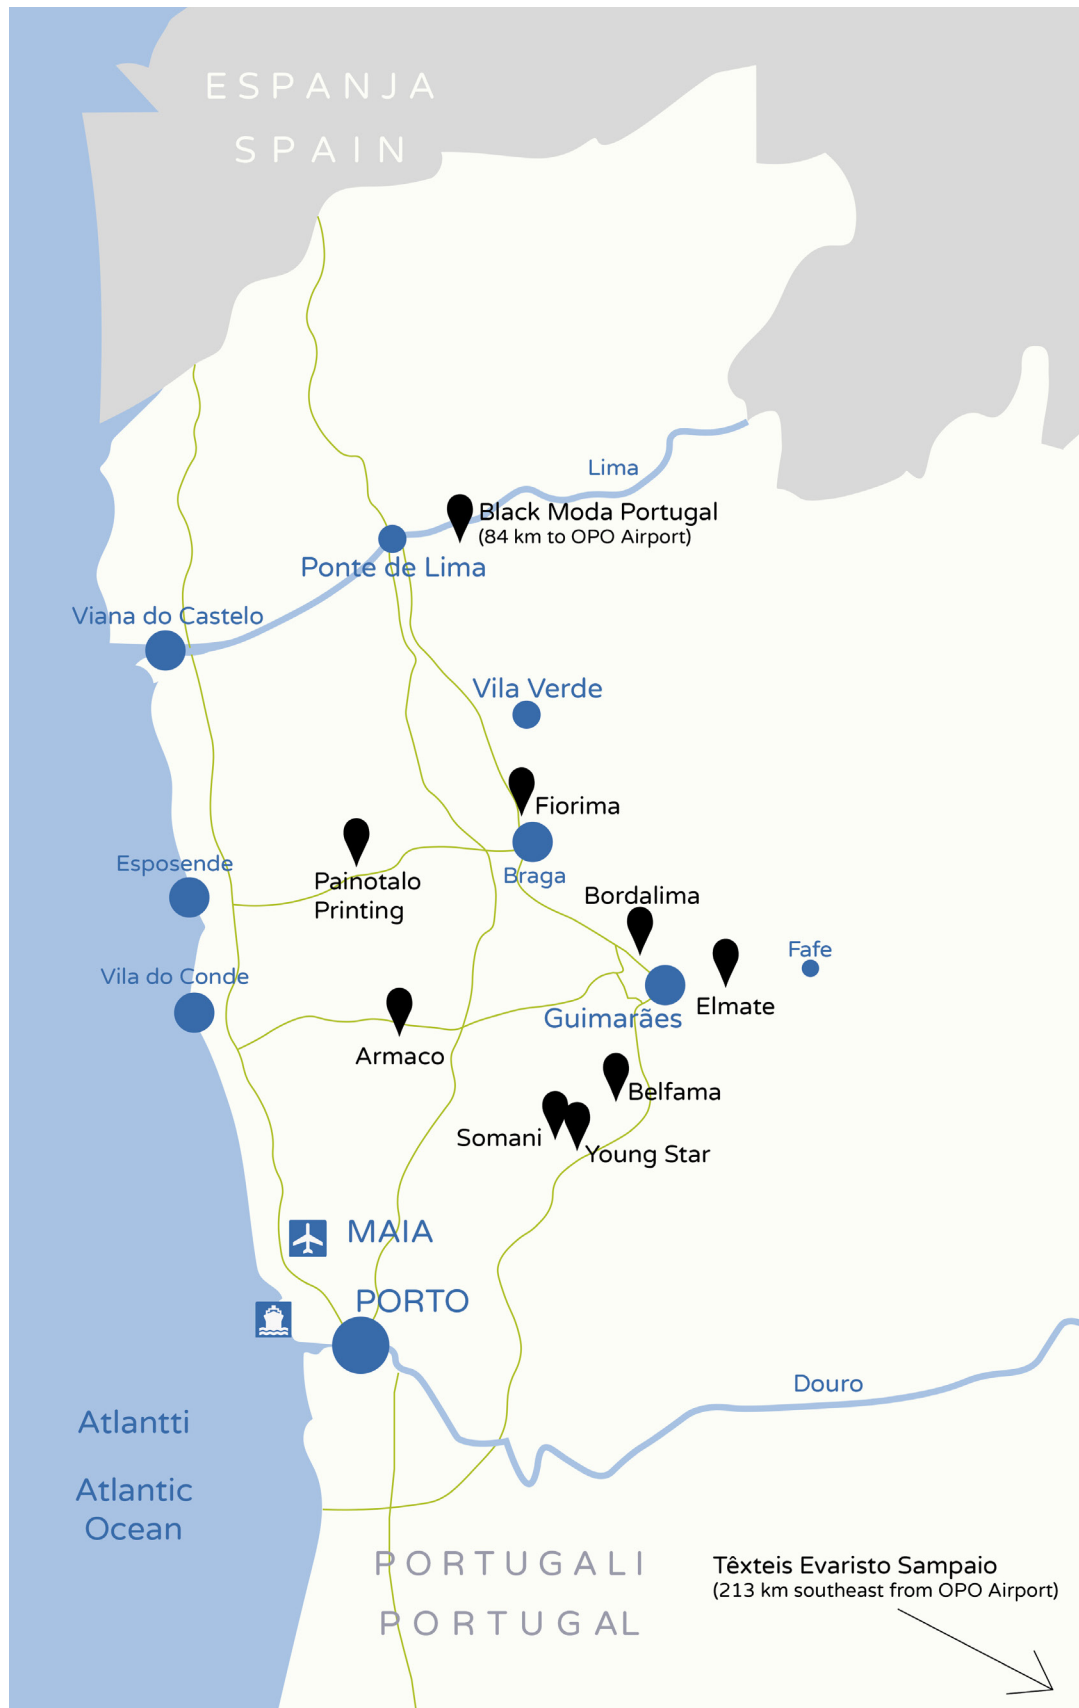 ESPANJA
SPAIN
Lima
Black Moda Portugal
(84 km to OPO Airport)
Ponte de Lima
Viana do Castelo
Vila Verde
Fiorima
Esposende
Painotalo
Printing
Braga
Bordalima
Fafe
Vila do Conde
Elmate
Guimarães
Armaco
Belfama
Somani
Young Star
MAIA
PORTO
Douro
Atlantti
Atlantic
Ocean
PORTUGALI
PORTUGAL
Têxteis Evaristo Sampaio
(213 km southeast from OPO Airport)